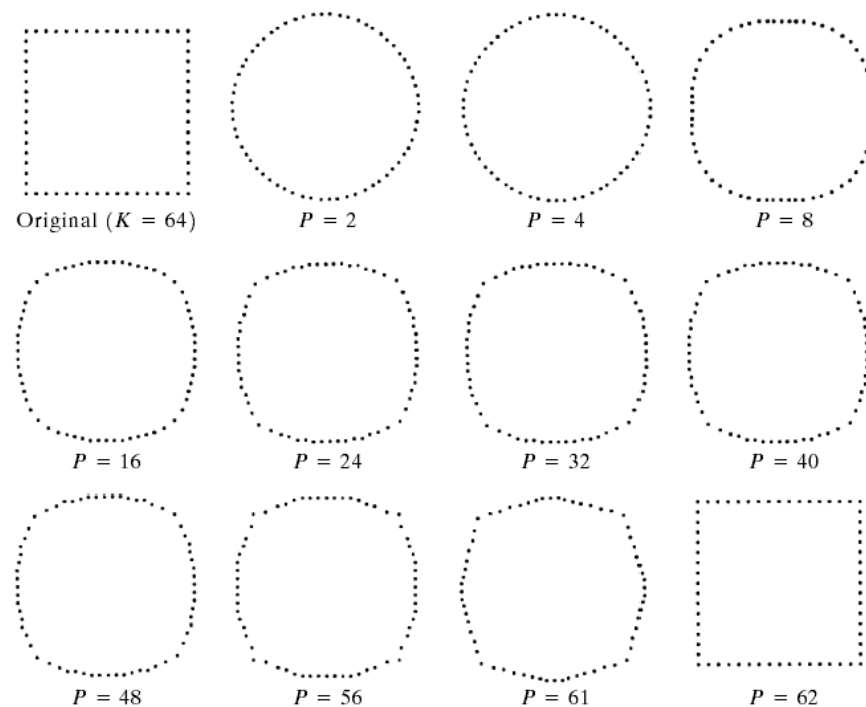 Original (K = 64)
P = 2
P = 4
P = 8
P = 16
P = 24
P = 32
P = 40
P = 48
P = 56
P = 61
P = 62